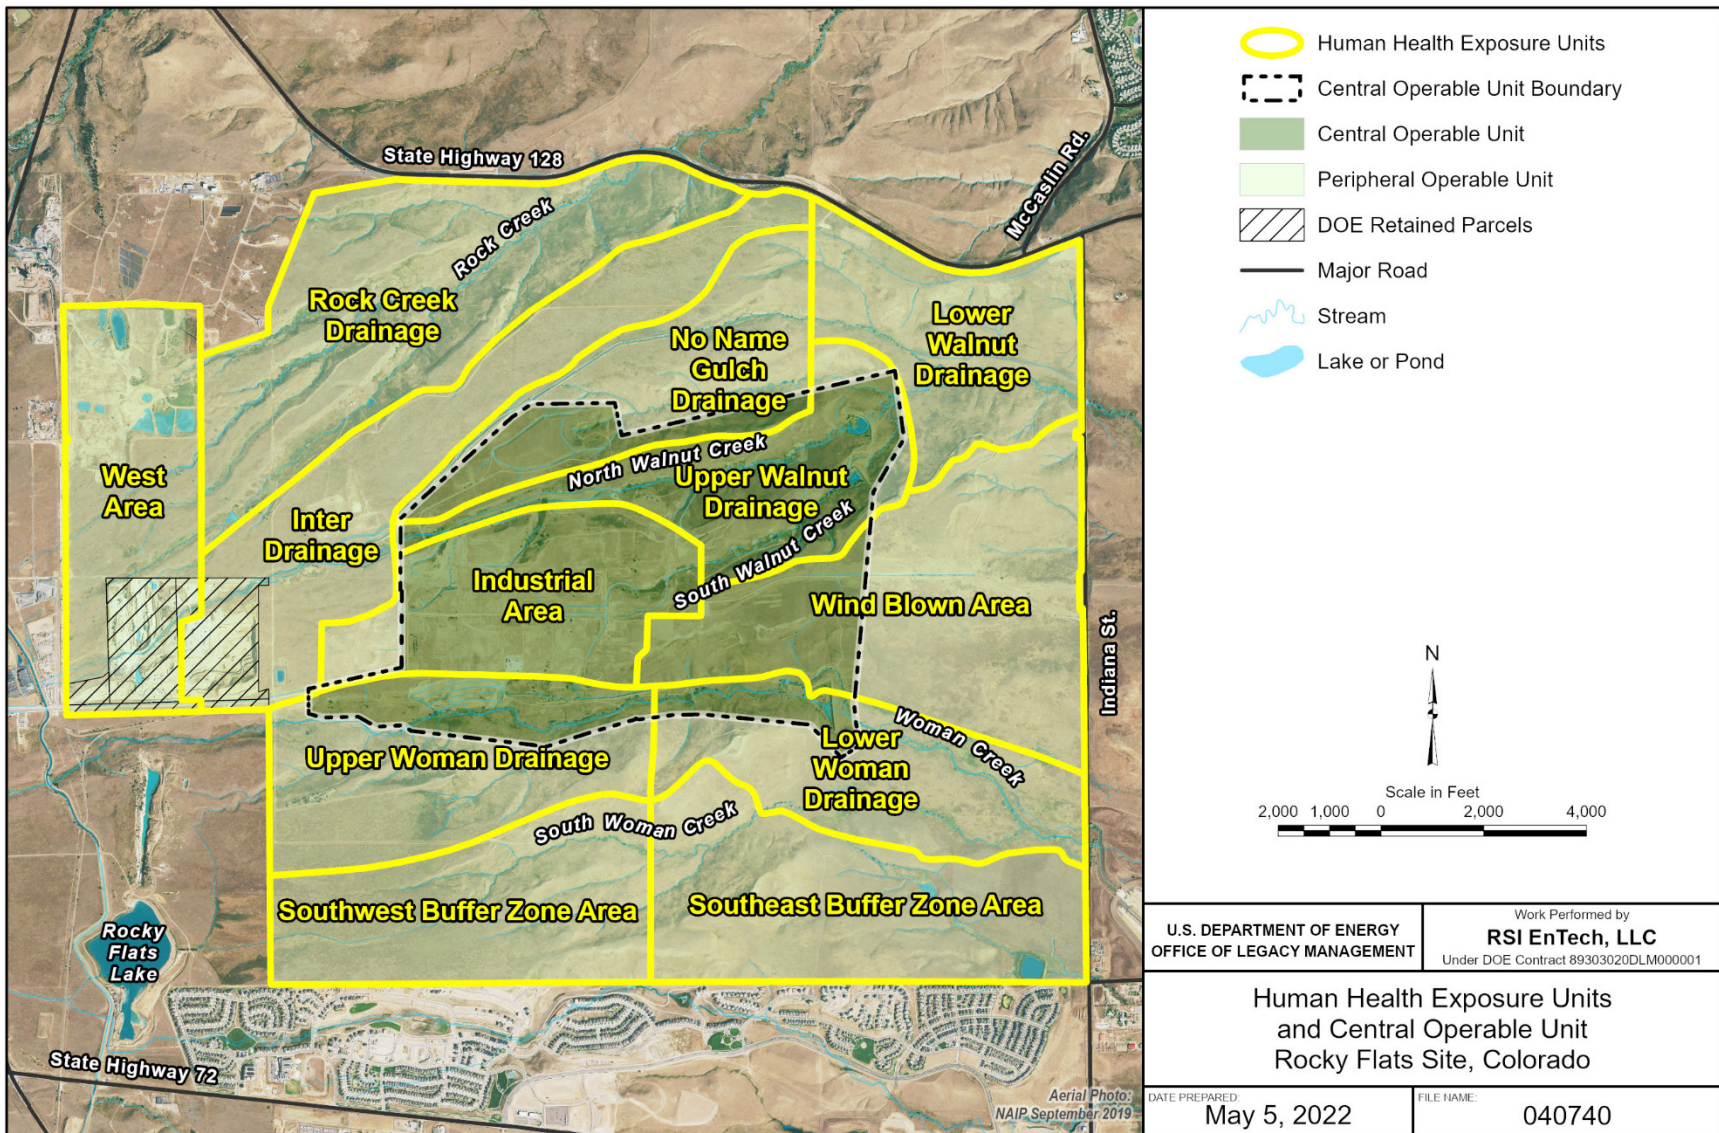 State Highway 128
McCaslin Rd.
Rock Creek
Rock Creek
Drainage
No Name
Gulch
Drainage
Lower
Walnut
Drainage
West
Area
North Walnut Creek
Upper Walnut
Drainage
Inter
Drainage
Industrial
Area
South Walnut Creek
Wind Blown Area
Indiana St.
Woman Creek
Upper Woman Drainage
Lower
Woman
Drainage
South Woman Creek
Southwest Buffer Zone Area
Southeast Buffer Zone Area
Rocky
Flats
Lake
State Highway 72
Aerial Photo:
NAIP September 2019
Human Health Exposure Units
Central Operable Unit Boundary
Central Operable Unit
Peripheral Operable Unit
DOE Retained Parcels
Major Road
Stream
Lake or Pond
N
Scale in Feet
2,000 1,000 0 2,000 4,000
U.S. DEPARTMENT OF ENERGY
OFFICE OF LEGACY MANAGEMENT
Work Performed by
RSI EnTech, LLC
Under DOE Contract 89303020DLM000001
Human Health Exposure Units
and Central Operable Unit
Rocky Flats Site, Colorado
DATE PREPARED:
May 5, 2022
FILE NAME:
040740